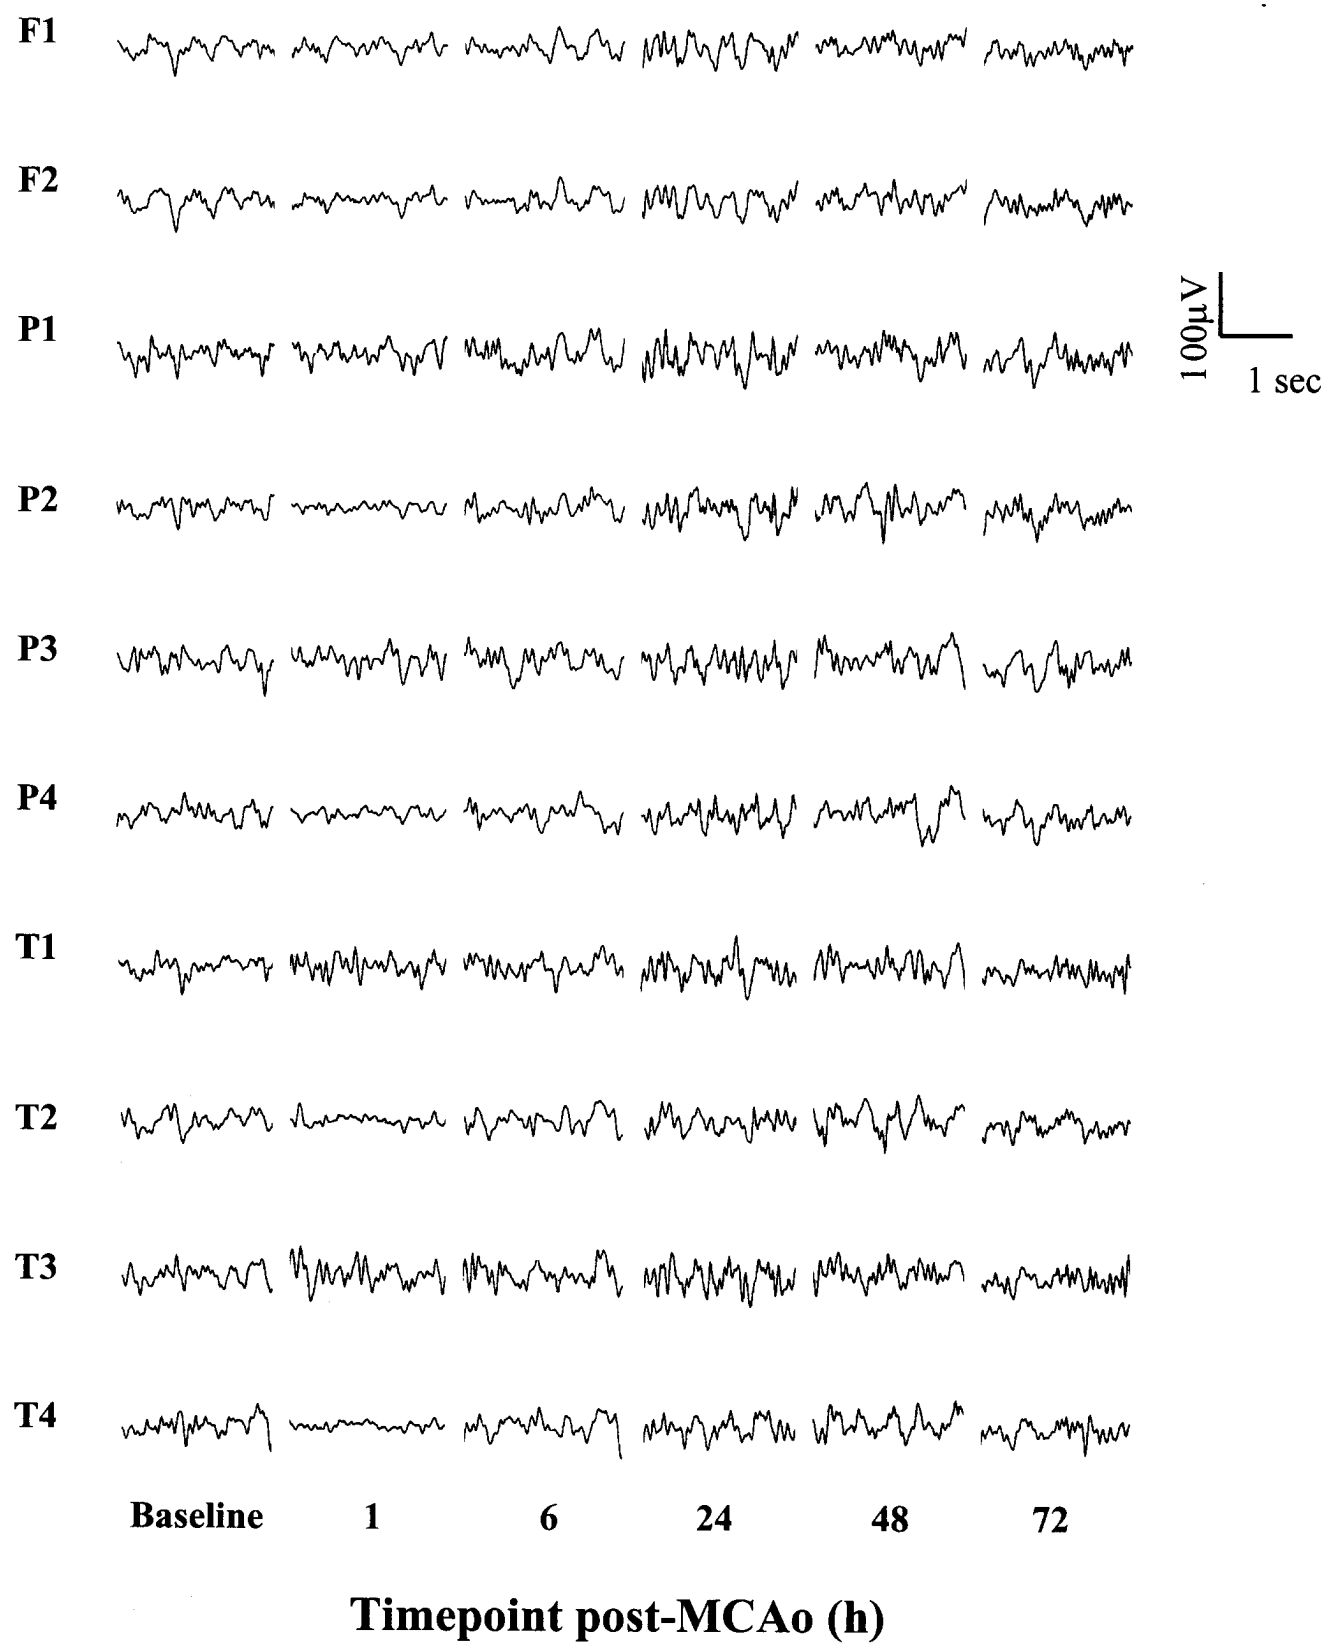 F1
F2
P1
100µV
1 sec
P2
P3
P4
T1
T2
T3
T4
Baseline 1 6 24 48 72
Timepoint post-MCAo (h)